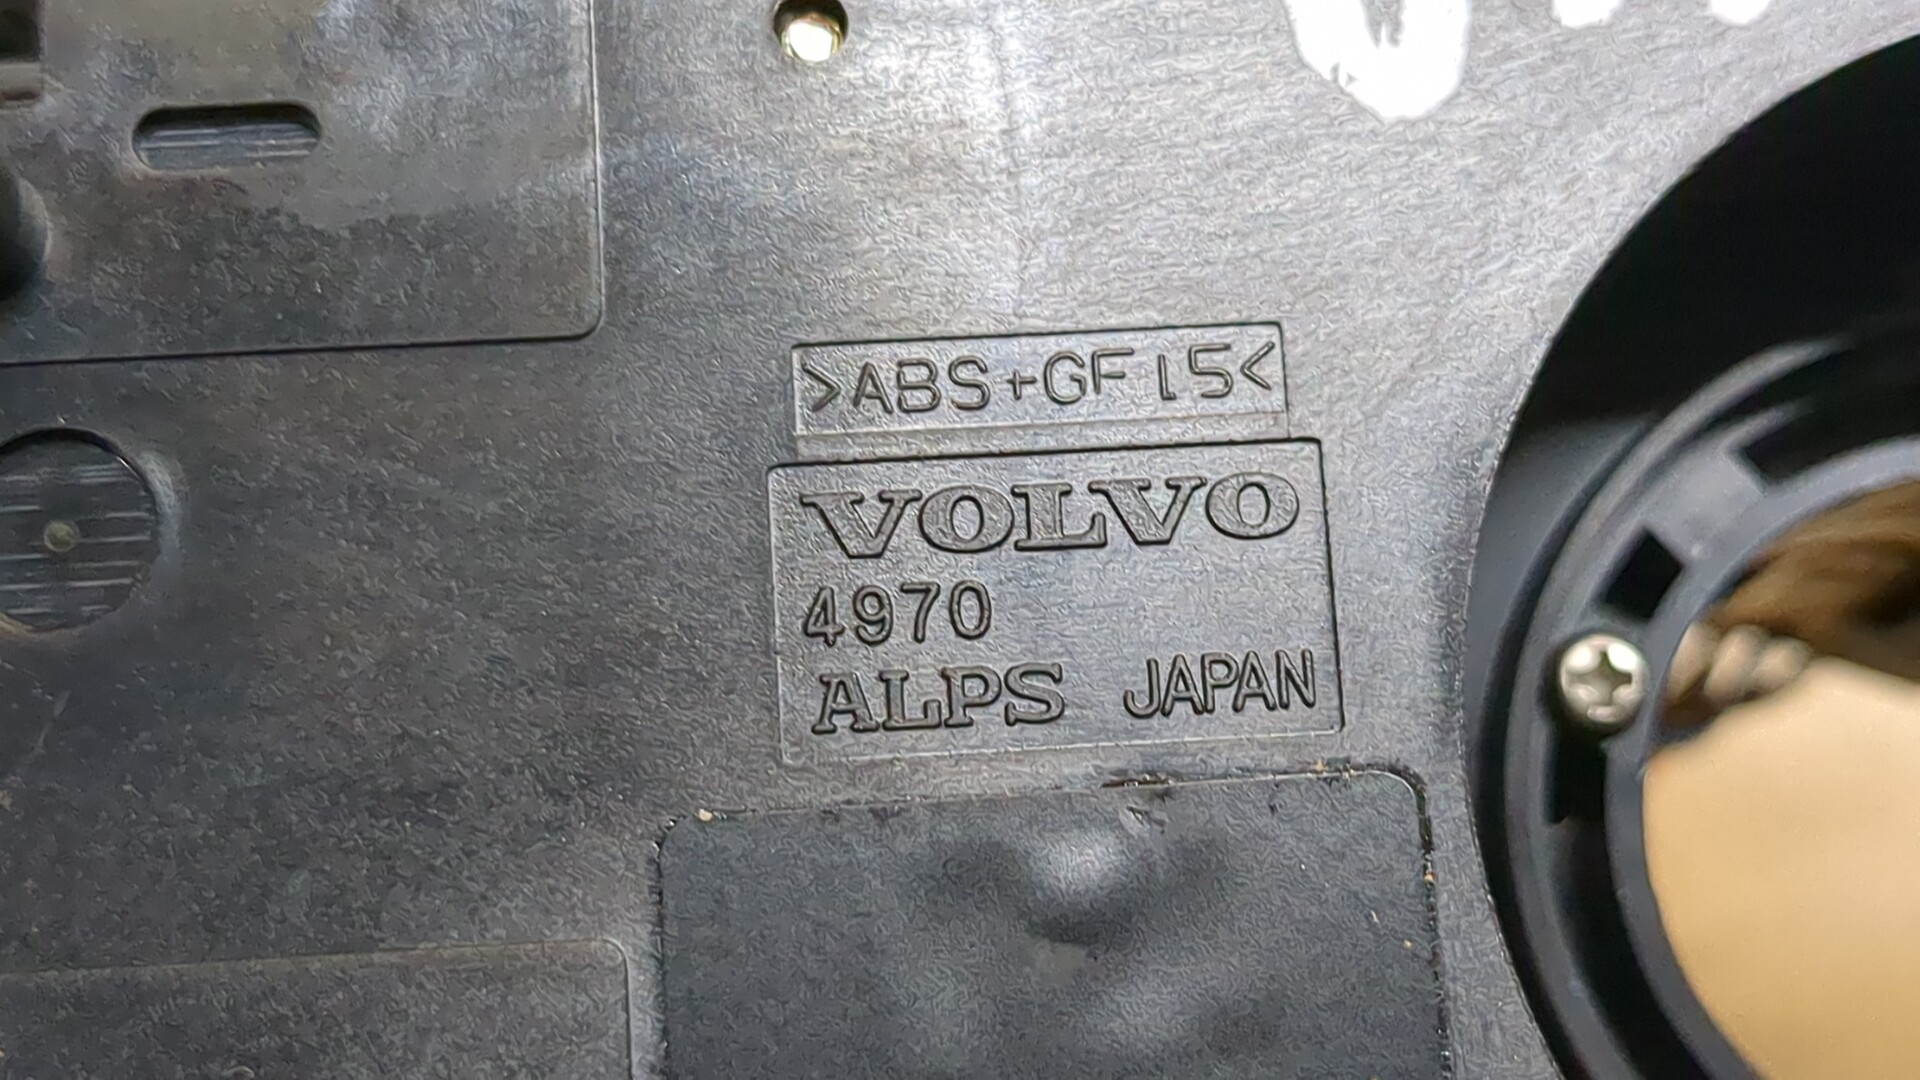 >ABS+GF15<
VOLVO
4970
ALPS JAPAN